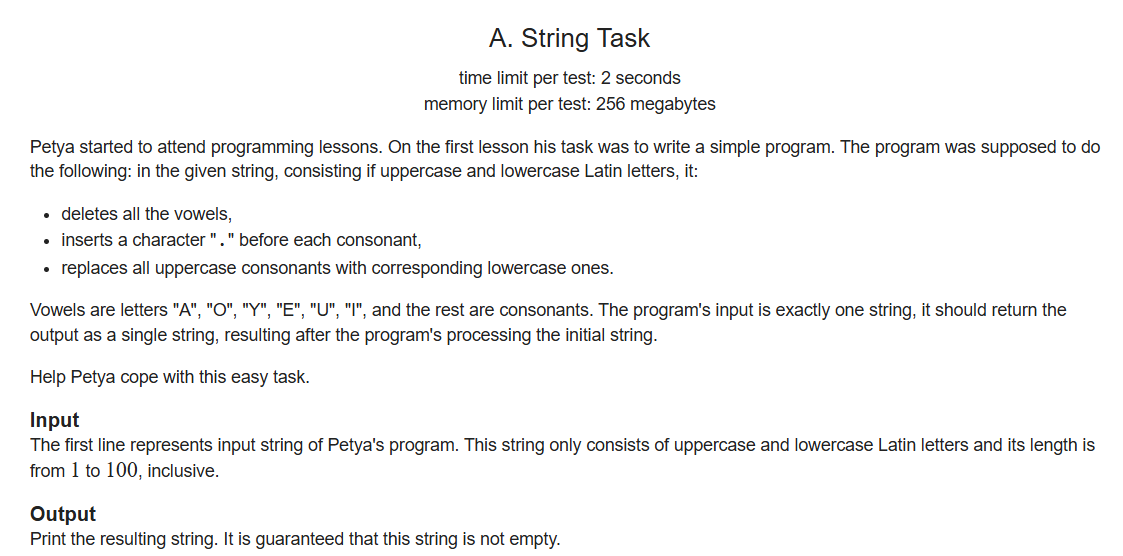 A. String Task
time limit per test: 2 seconds
memory limit per test: 256 megabytes
Petya started to attend programming lessons. On the first lesson his task was to write a simple program. The program was supposed to do
the following: in the given string, consisting if uppercase and lowercase Latin letters, it:
• deletes all the vowels,
• inserts a character "." before each consonant,
• replaces all uppercase consonants with corresponding lowercase ones.
Vowels are letters "A", "O", "Y", "E", "U", "I", and the rest are consonants. The program's input is exactly one string, it should return the
output as a single string, resulting after the program's processing the initial string.
Help Petya cope with this easy task.
Input
The first line represents input string of Petya's program. This string only consists of uppercase and lowercase Latin letters and its length is
from 1 to 100, inclusive.
Output
Print the resulting string. It is guaranteed that this string is not empty.